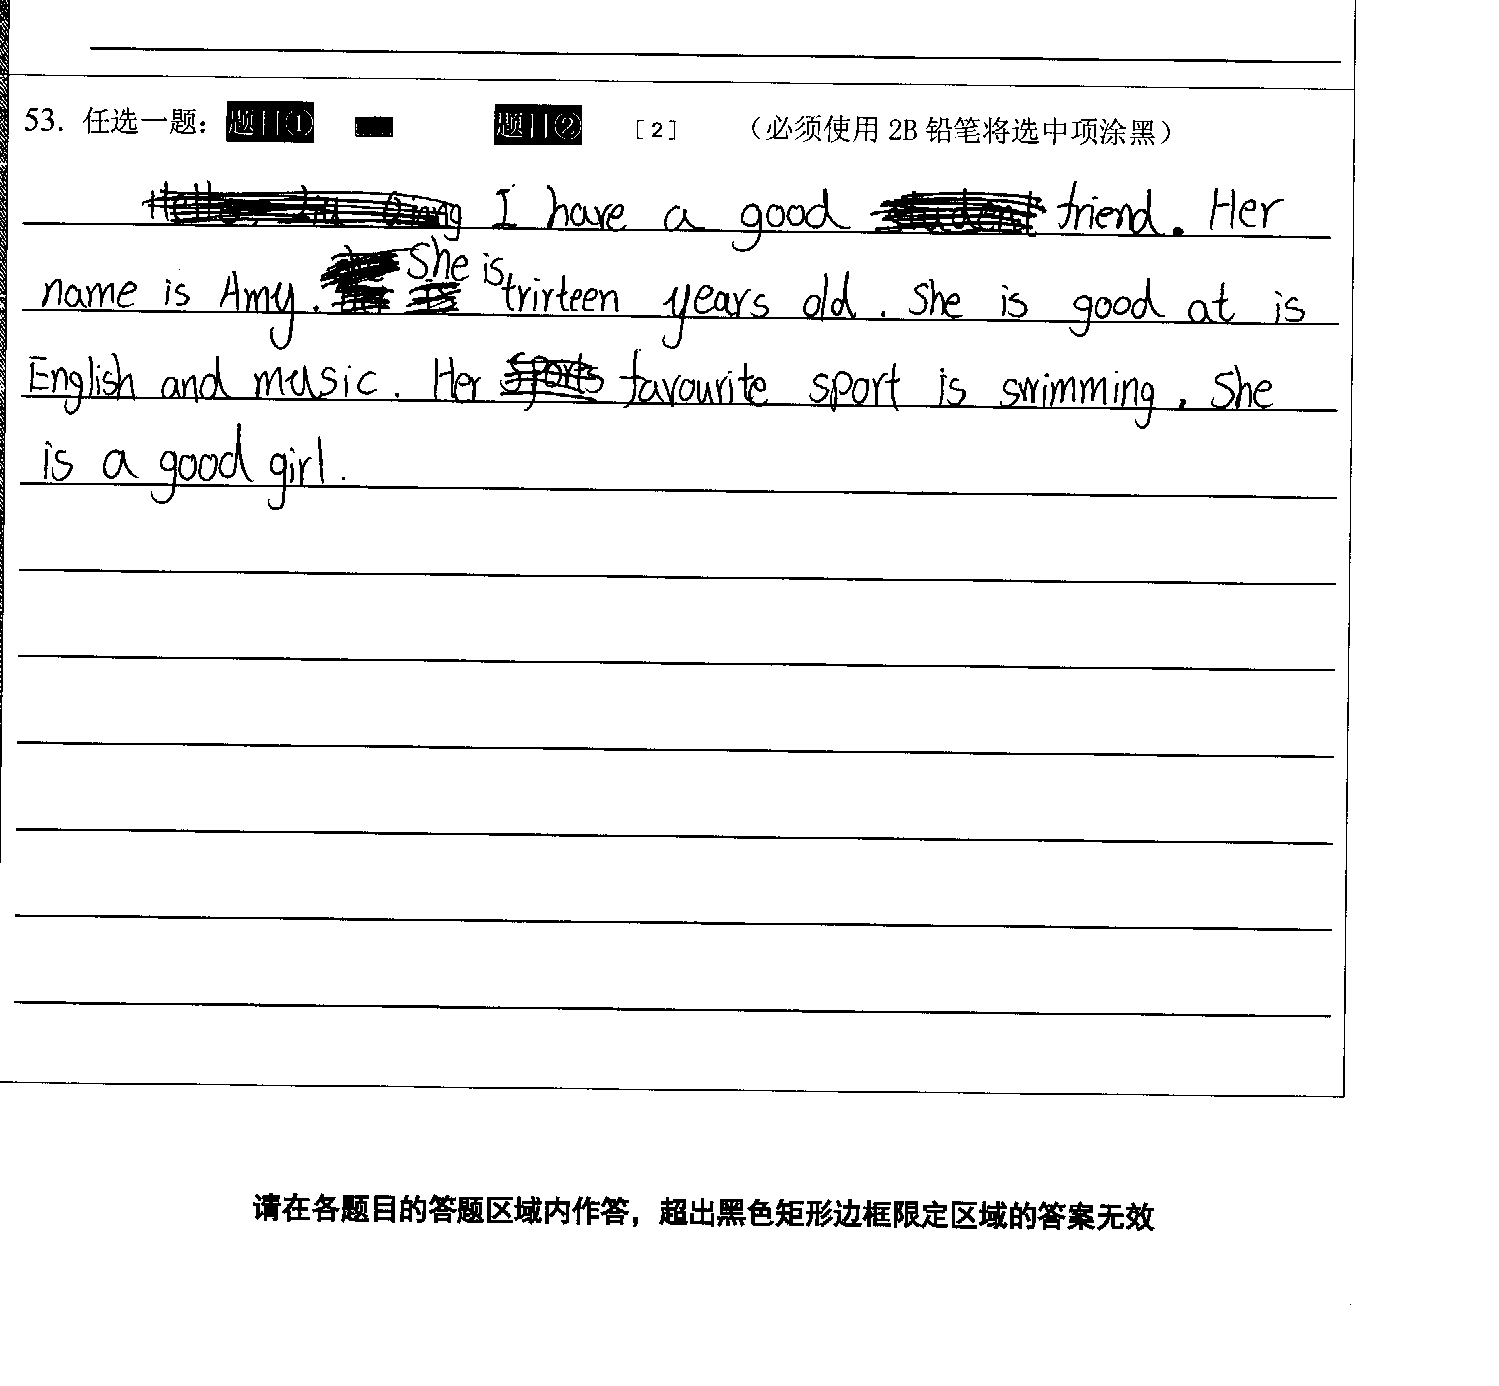 53. 任选一题： 题目① 题目② [2] （必须使用 2B 铅笔将选中项涂黑）
I have a good friend. Her
name is Amy. She is trirteen years old. She is good at is
English and music. Her favourite sport is swimming. She
is a good girl.
请在各题目的答题区域内作答，超出黑色矩形边框限定区域的答案无效